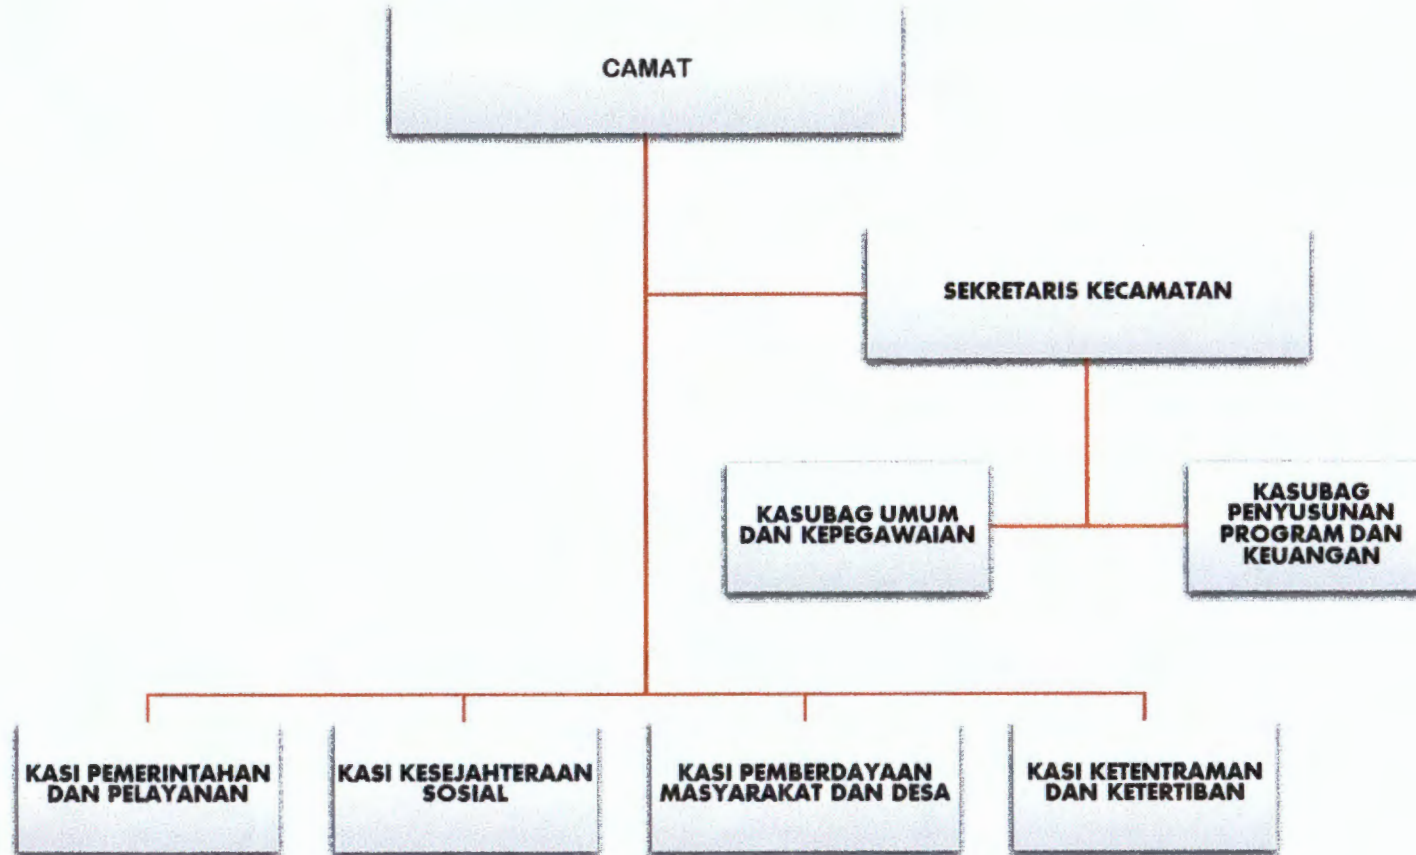 CAMAT
SEKRETARIS KECAMATAN
KASUBAG UMUM
DAN KEPEGAWAIAN
KASUBAG
PENYUSUNAN
PROGRAM DAN
KEUANGAN
KASI PEMERINTAHAN
DAN PELAYANAN
KASI KESEJAHTERAAN
SOSIAL
KASI PEMBERDAYAAN
MASYARAKAT DAN DESA
KASI KETENTRAMAN
DAN KETERTIBAN